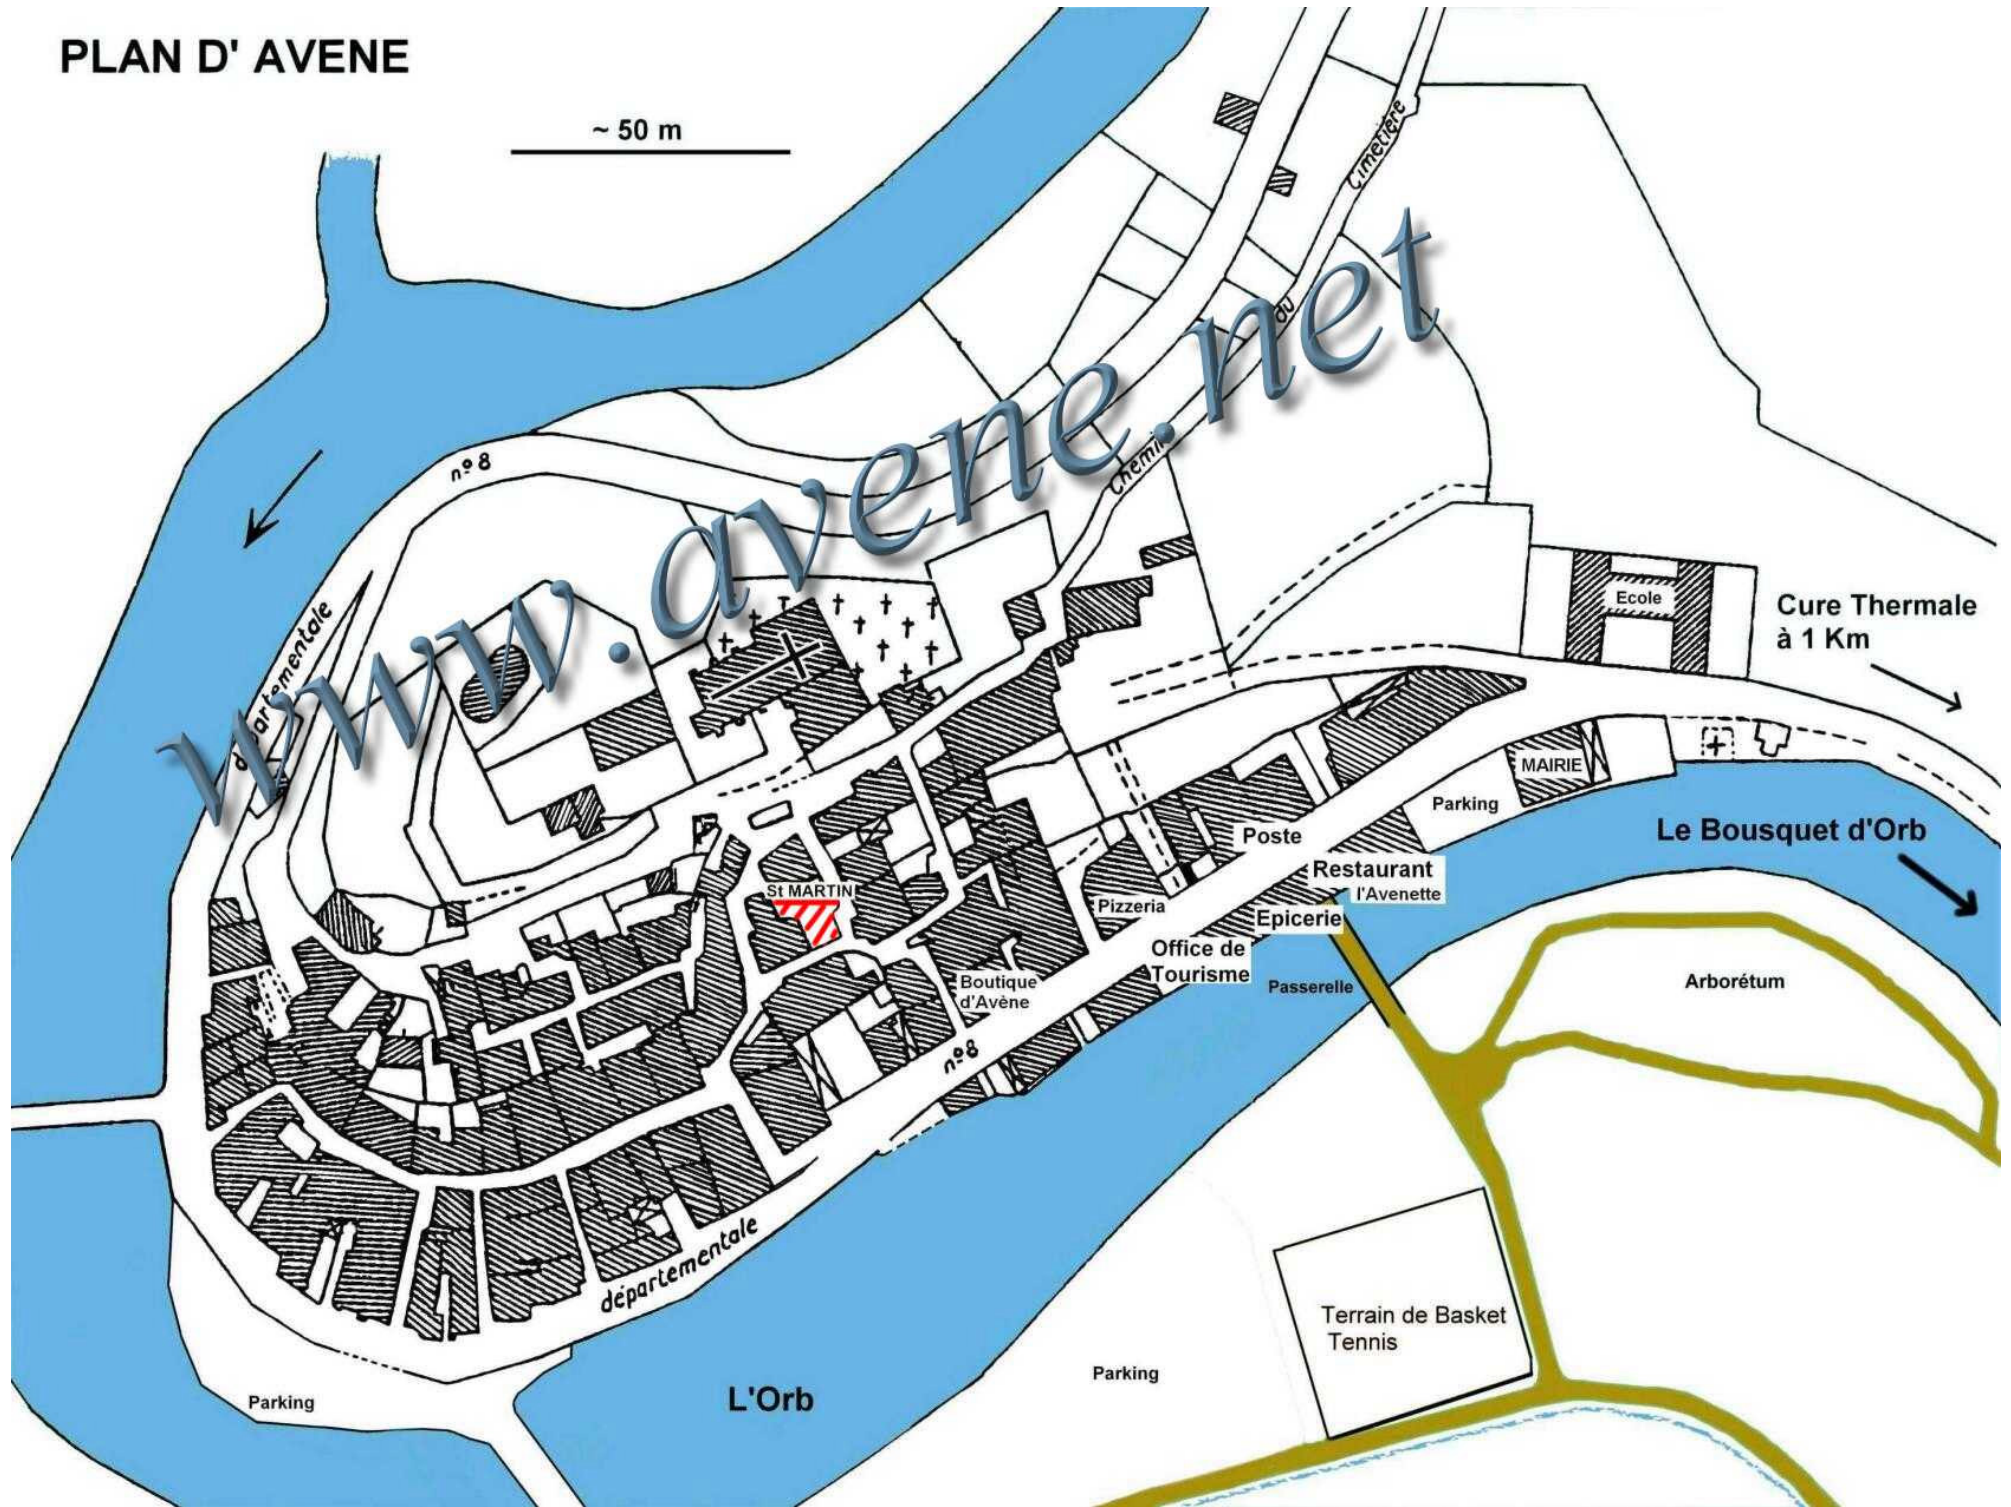 PLAN D' AVENE
~ 50 m
Cimetière
du
Chemin
www.avene.net
nº 8
départementale
Ecole
Cure Thermale
à 1 Km
MAIRIE
Parking
Le Bousquet d'Orb
Poste
Restaurant
l'Avenette
St MARTIN
Pizzeria
Epicerie
Office de
Tourisme
Passerelle
Arborétum
Boutique
d'Avène
nº 8
départementale
Terrain de Basket
Tennis
Parking
Parking
L'Orb